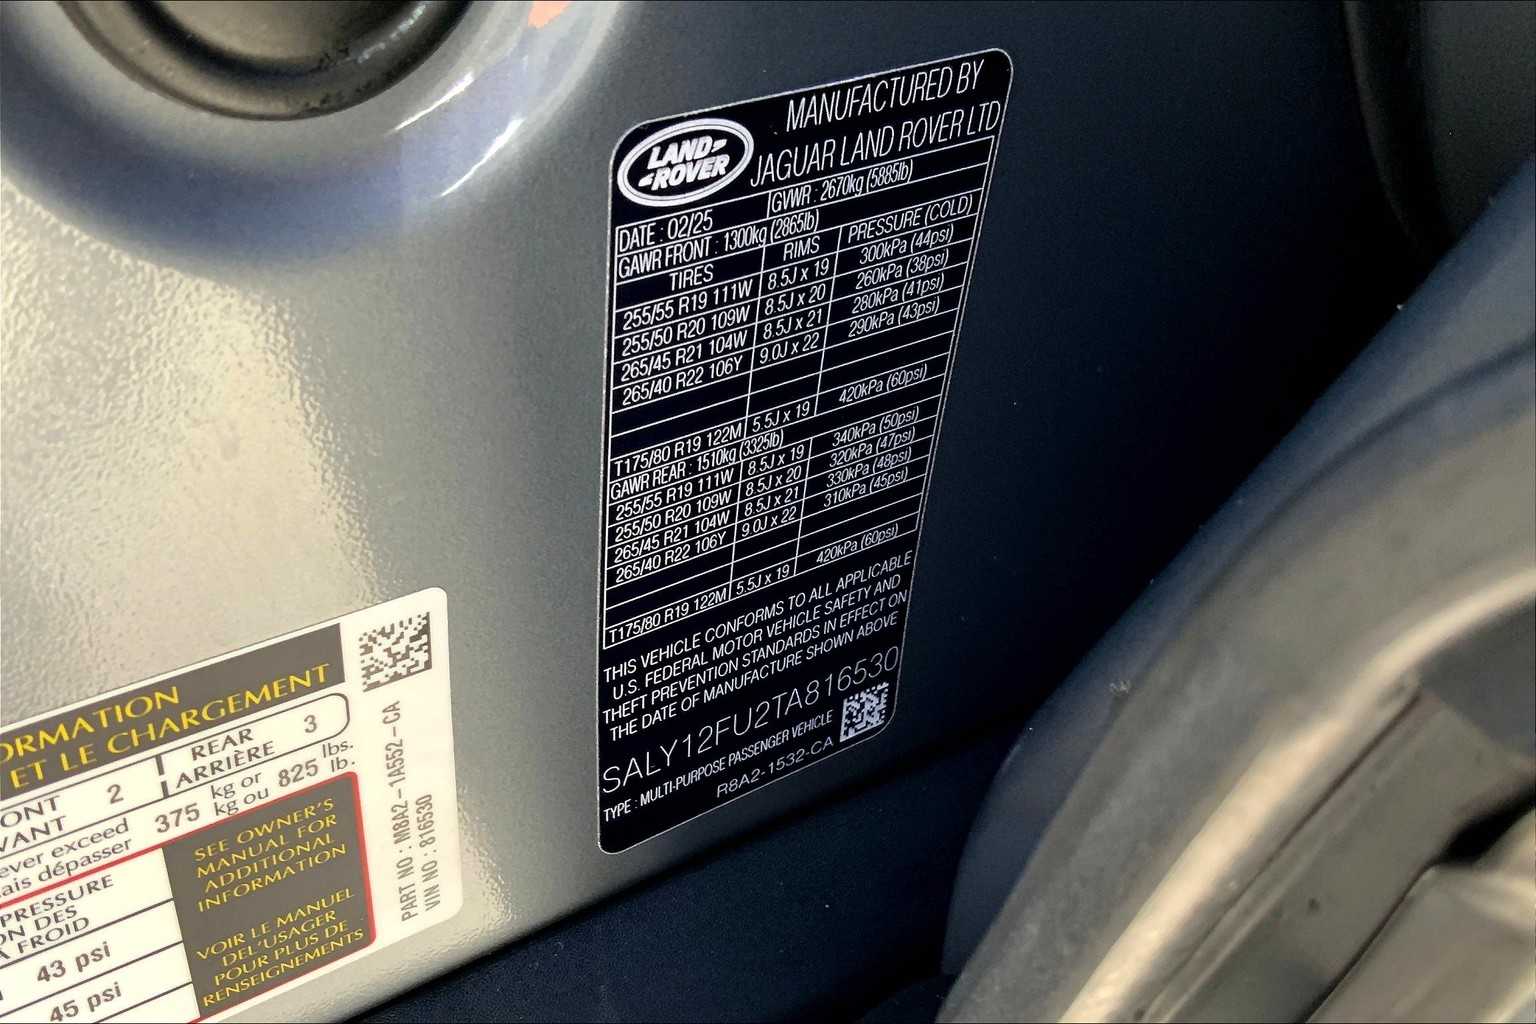 LAND
ROVER
MANUFACTURED BY
JAGUAR LAND ROVER LTD
DATE : 02/25 GVWR : 2670kg (5885lb)
GAWR FRONT : 1300kg (2865lb)
TIRES RIMS PRESSURE (COLD)
255/55 R19 111W 8.5J x 19 300kPa (44psi)
255/50 R20 109W 8.5J x 20 260kPa (38psi)
265/45 R21 104W 8.5J x 21 280kPa (41psi)
265/40 R22 106Y 9.0J x 22 290kPa (43psi)
T175/80 R19 122M 5.5J x 19 420kPa (60psi)
GAWR REAR : 1510kg (3325lb)
255/55 R19 111W 8.5J x 19 340kPa (50psi)
255/50 R20 109W 8.5J x 20 320kPa (47psi)
265/45 R21 104W 8.5J x 21 330kPa (48psi)
265/40 R22 106Y 9.0J x 22 310kPa (45psi)
T175/80 R19 122M 5.5J x 19 420kPa (60psi)
THIS VEHICLE CONFORMS TO ALL APPLICABLE
U.S. FEDERAL MOTOR VEHICLE SAFETY AND
THEFT PREVENTION STANDARDS IN EFFECT ON
THE DATE OF MANUFACTURE SHOWN ABOVE
SALY12FU2TA816530
TYPE : MULTI-PURPOSE PASSENGER VEHICLE
R8A2-1532-CA
ORMATION
ET LE CHARGEMENT
ONT 2 REAR 3
VANT ARRIÈRE
ever exceed 375 kg or 825 lbs.
ais dépasser kg ou lb.
PRESSURE
ON DES
À FROID
43 psi
45 psi
SEE OWNER'S
MANUAL FOR
ADDITIONAL
INFORMATION
VOIR LE MANUEL
DEL'USAGER
POUR PLUS DE
RENSEIGNEMENTS
PART NO : M8A2-1A552-CA
VIN NO : 816530